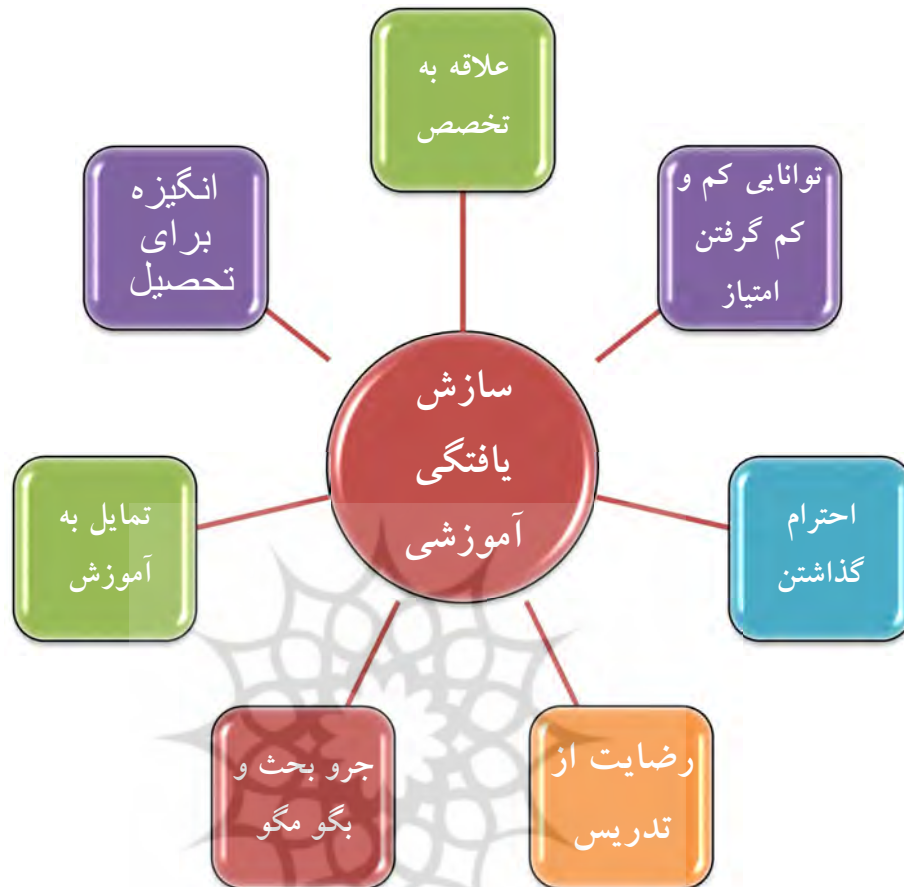 علاقه به
تخصص
توانایی کم و
کم گرفتن
امتیاز
انگیزه
برای
تحصیل
سازش
یافتگی
آموزشی
احترام
گذاشتن
تمایل به
آموزش
رضایت از
تدریس
جرو بحث و
بگو مگو